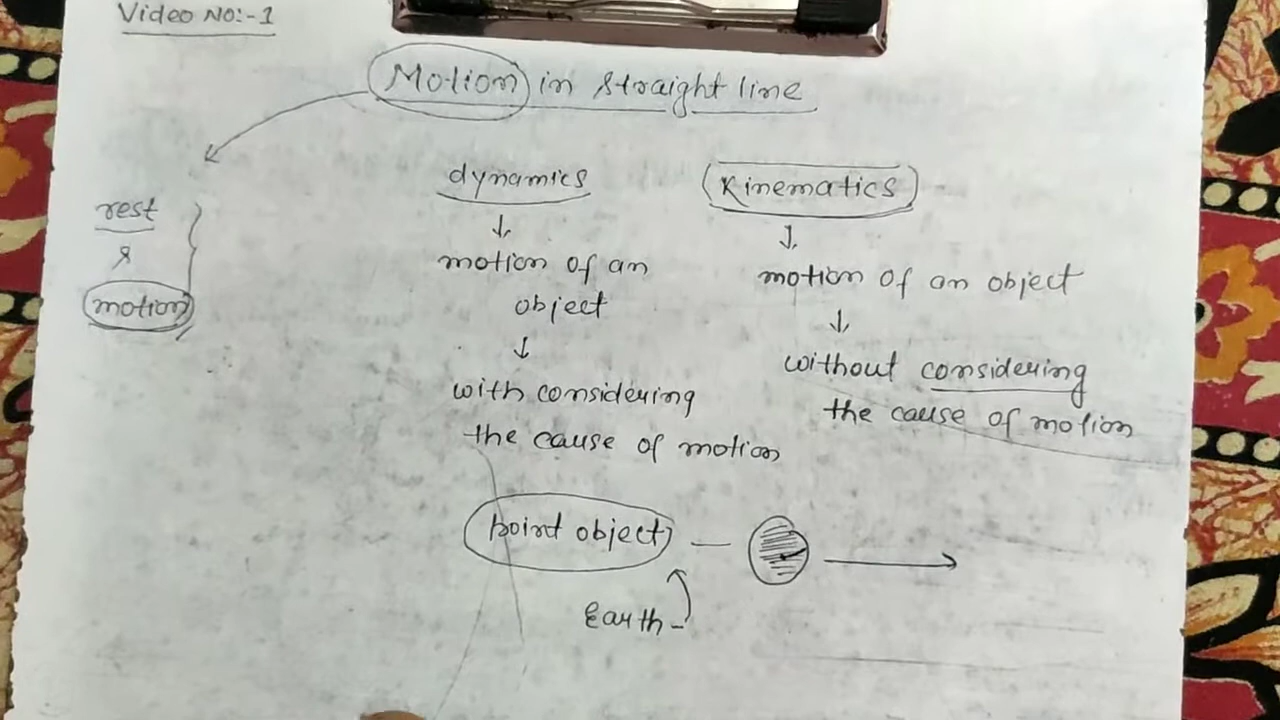 Video No:-1
Motion in straight line
rest
&
motion
dynamics
↓
motion of an
object
↓
with considering
the cause of motion
Kinematics
↓
motion of an object
↓
without considering
the cause of motion
point object —
Earth